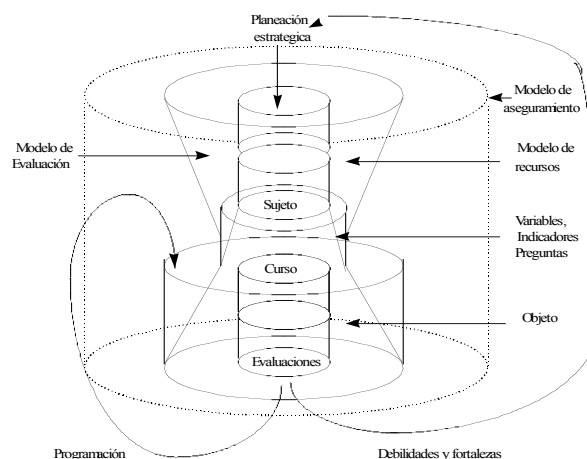 Planeación
estrategica
Modelo de
aseguramiento
Modelo de
Evaluación
Modelo de
recursos
Sujeto
Variables,
Indicadores
Preguntas
Curso
Objeto
Evaluaciones
Programación
Debilidades y fortalezas